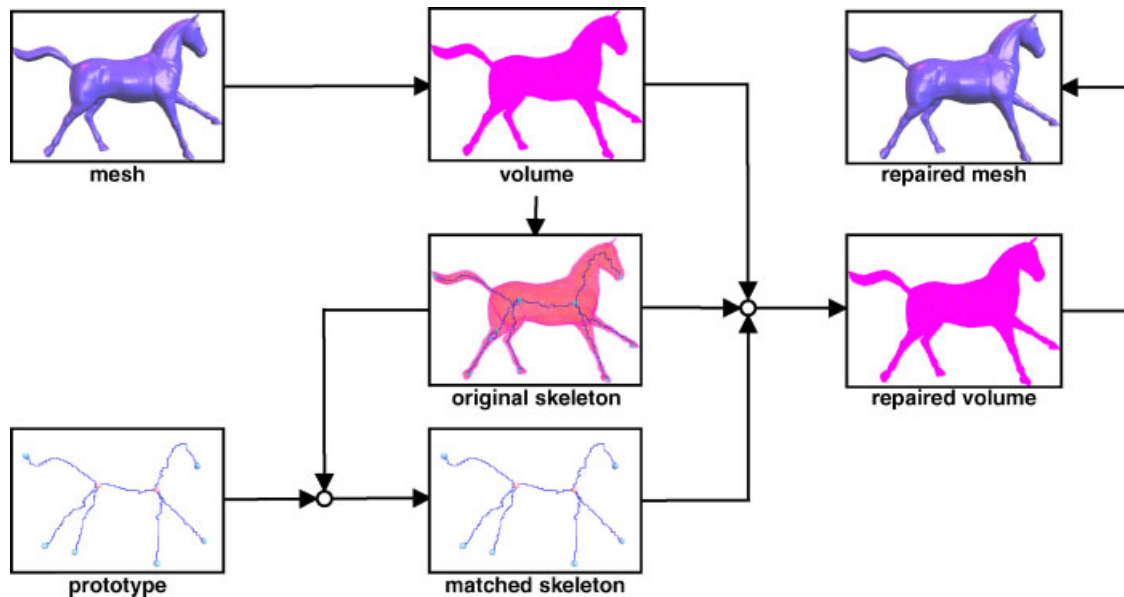 mesh
volume
repaired mesh
original skeleton
repaired volume
prototype
matched skeleton